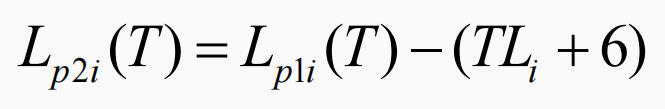 L_{p2i}(T) = L_{p1i}(T) − (TL_i + 6)